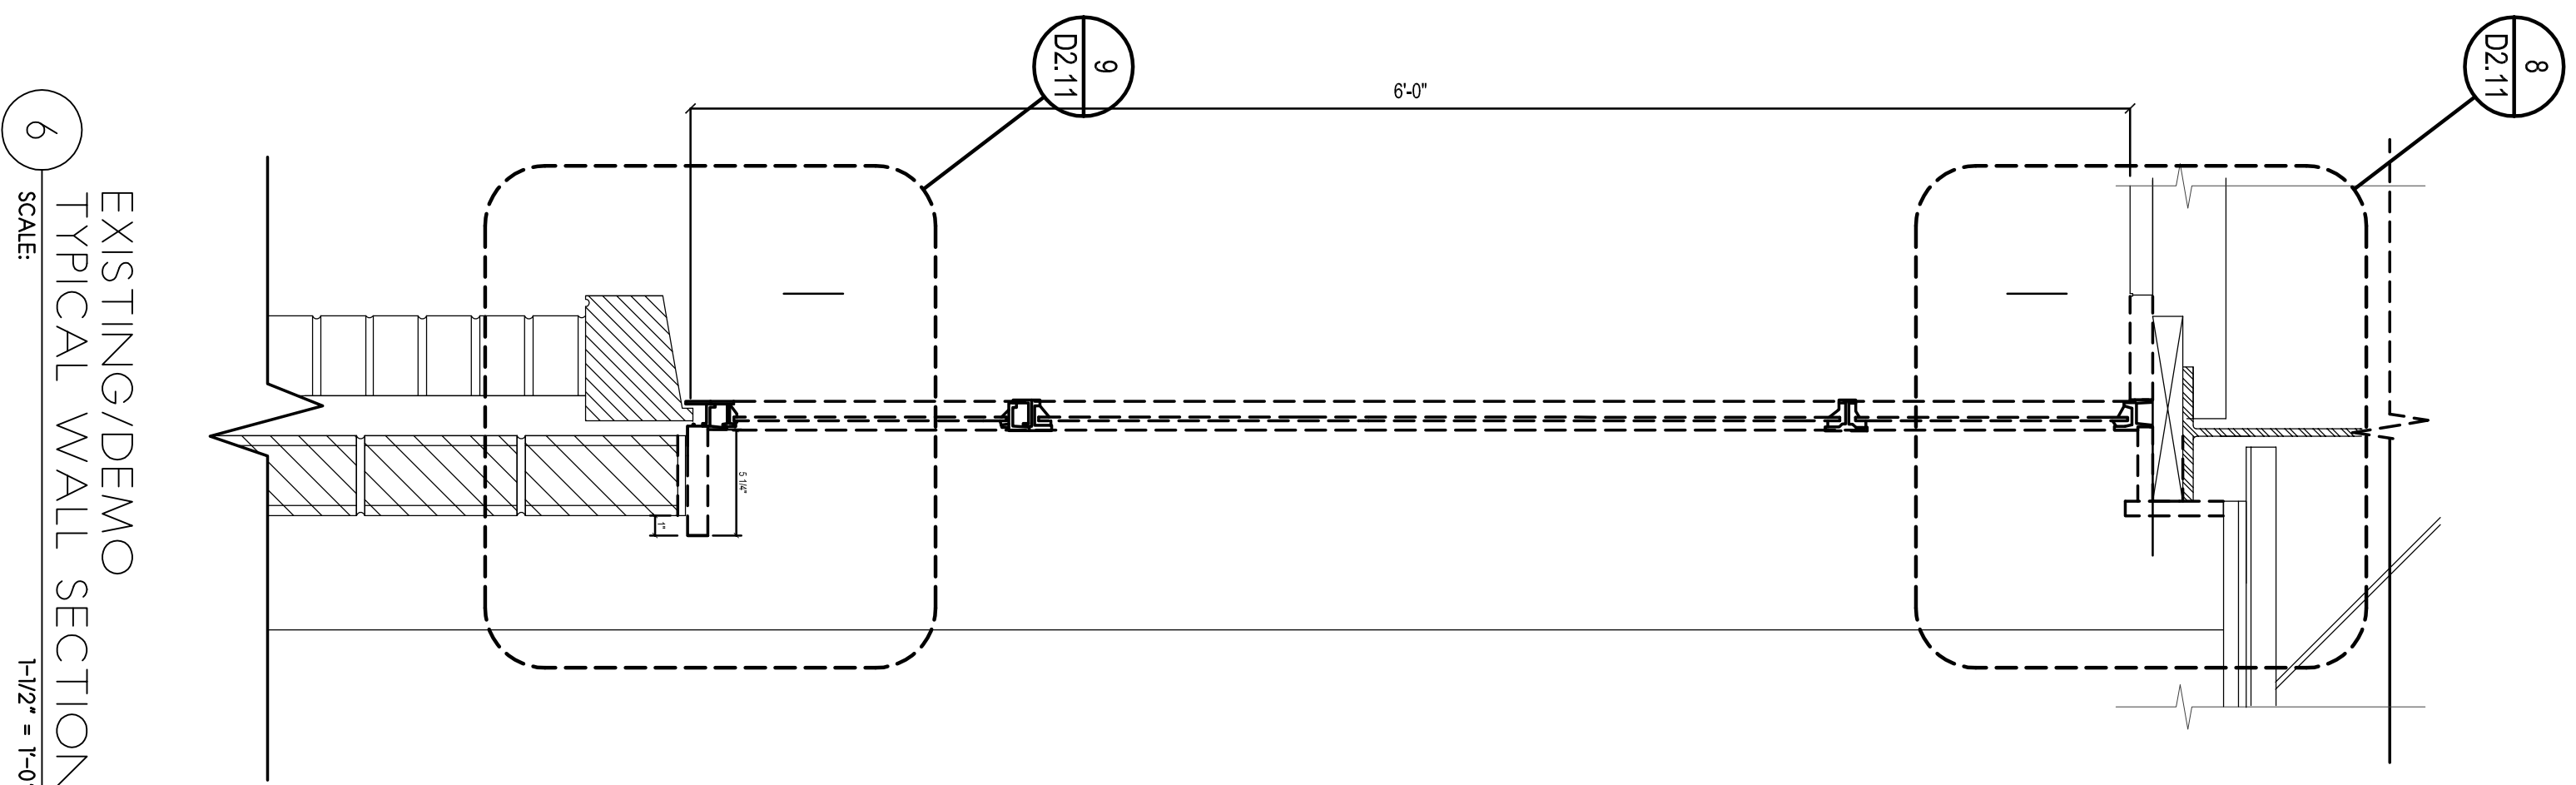 8
D2.11
9
D2.11
6'-0"
5 1/4"
1"
EXISTING/DEMO
TYPICAL WALL SECTION
6
SCALE:
1-1/2" = 1'-0"